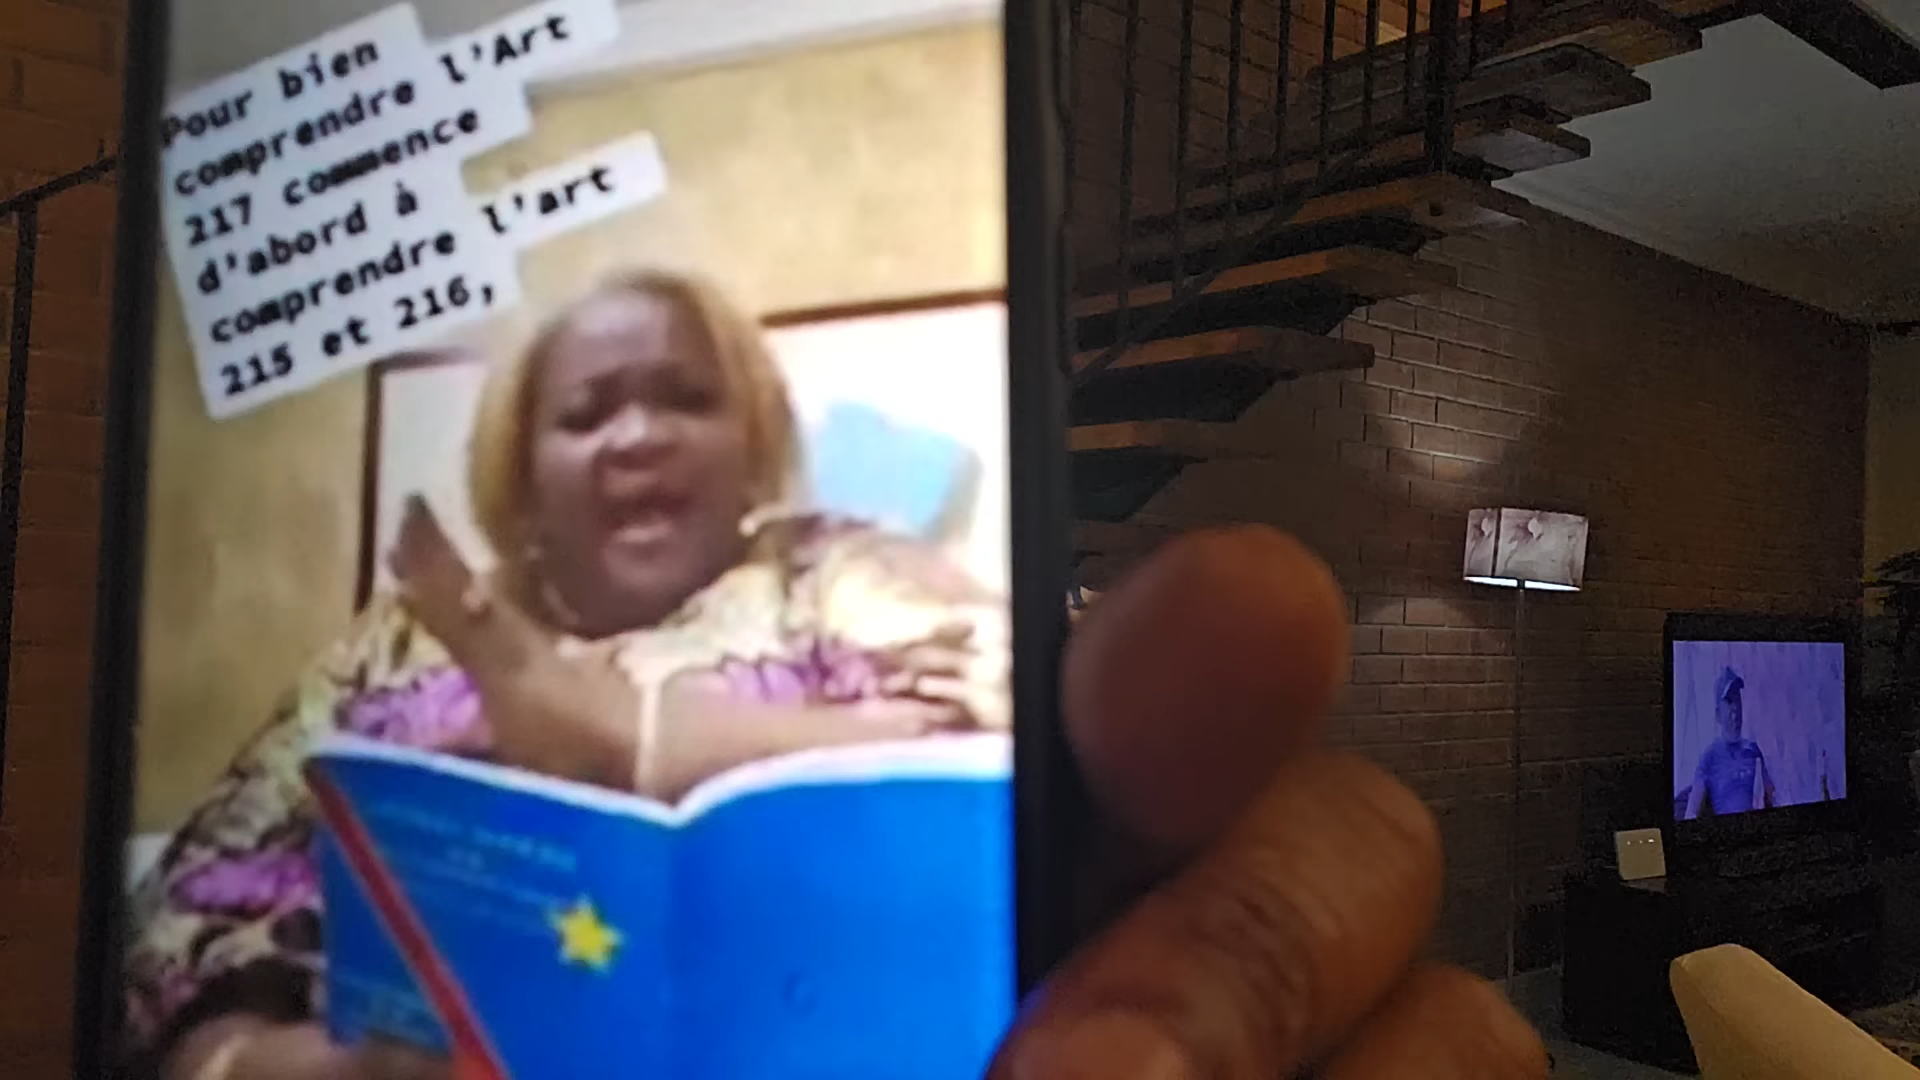 Pour bien
comprendre l'Art
217 commence
d'abord à
comprendre l'art
215 et 216,